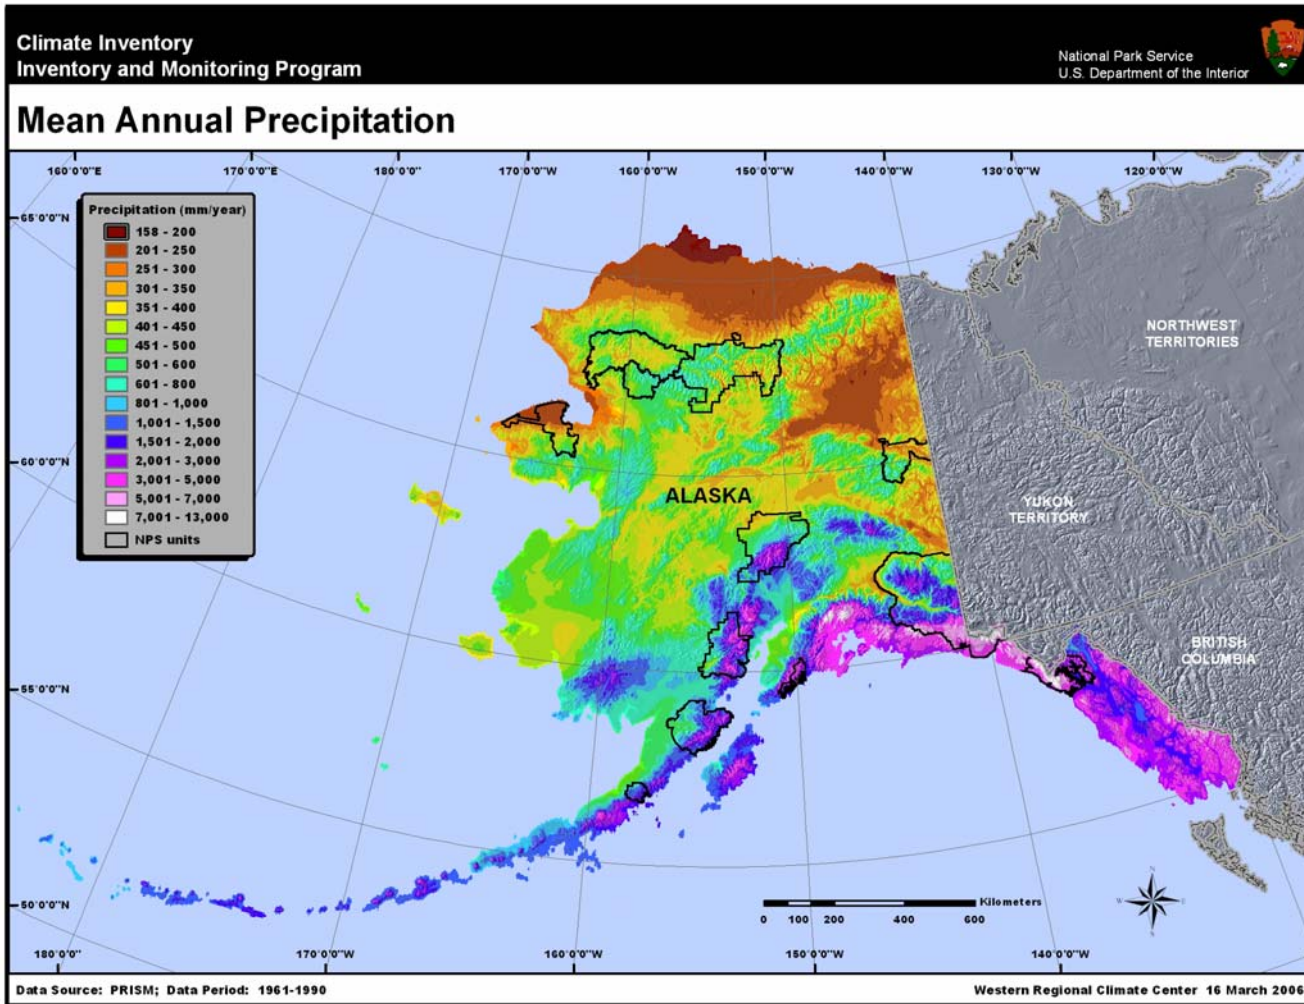 Climate Inventory
Inventory and Monitoring Program
National Park Service
U.S. Department of the Interior
Mean Annual Precipitation
160°0'0"E
170°0'0"E
180°0'0"
170°0'0"W
160°0'0"W
150°0'0"W
140°0'0"W
130°0'0"W
120°0'0"W
65°0'0"N
60°0'0"N
55°0'0"N
50°0'0"N
Precipitation (mm/year)
158 - 200
201 - 250
251 - 300
301 - 350
351 - 400
401 - 450
451 - 500
501 - 600
601 - 800
801 - 1,000
1,001 - 1,500
1,501 - 2,000
2,001 - 3,000
3,001 - 5,000
5,001 - 7,000
7,001 - 13,000
NPS units
NORTHWEST
TERRITORIES
ALASKA
YUKON
TERRITORY
BRITISH
COLUMBIA
Kilometers
0 100 200 400 600
N
W E
S
180°0'0"
170°0'0"W
160°0'0"W
150°0'0"W
140°0'0"W
Data Source: PRISM; Data Period: 1961-1990
Western Regional Climate Center 16 March 2006